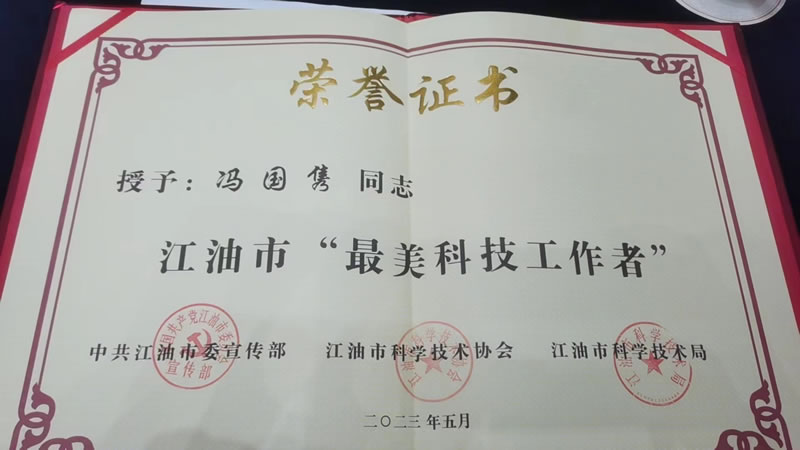 荣誉证书
授予：冯国隽 同志
江油市“最美科技工作者”
中共江油市委宣传部 江油市科学技术协会 江油市科学技术局
二〇二三年五月